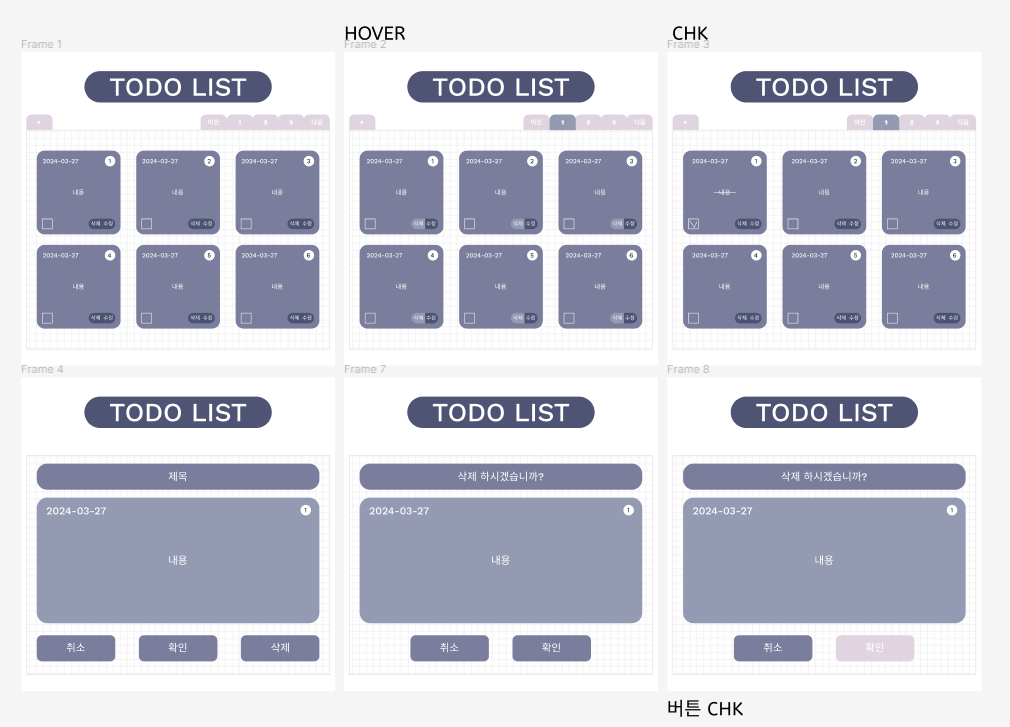 HOVER
CHK
Frame 1
Frame 2
Frame 3
TODO LIST
TODO LIST
TODO LIST
+ 이전 1 2 3 다음
+ 이전 1 2 3 다음
+ 이전 1 3 3 다음
2024-03-27 1 2024-03-27 2 2024-03-27 3
내용 내용 내용
삭제 수정 삭제 수정 삭제 수정
2024-03-27 4 2024-03-27 5 2024-03-27 6
내용 내용 내용
삭제 수정 삭제 수정 삭제 수정
2024-03-27 1 2024-03-27 2 2024-03-27 3
내용 내용 내용
삭제 수정 삭제 수정 삭제 수정
2024-03-27 4 2024-03-27 5 2024-03-27 6
내용 내용 내용
삭제 수정 삭제 수정 삭제 수정
2024-03-27 1 2024-03-27 2 2024-03-27 3
내용 내용 내용
삭제 수정 삭제 수정 삭제 수정
2024-03-27 4 2024-03-27 5 2024-03-27 6
내용 내용 내용
삭제 수정 삭제 수정 삭제 수정
Frame 4
Frame 7
Frame 8
TODO LIST
TODO LIST
TODO LIST
제목
2024-03-27 1
내용
취소 확인 삭제
삭제 하시겠습니까?
2024-03-27 1
내용
취소 확인
삭제 하시겠습니까?
2024-03-27 1
내용
취소 확인
버튼 CHK